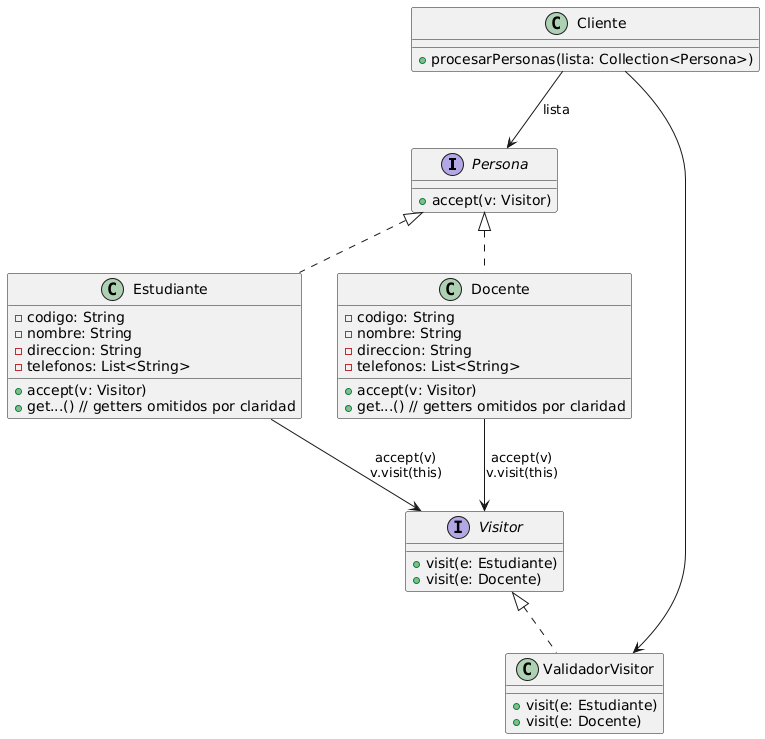 C Cliente
+procesarPersonas(lista: Collection<Persona>)
lista
I Persona
accept(v: Visitor)
C Estudiante
codigo: String
nombre: String
direccion: String
telefonos: List<String>
accept(v: Visitor)
get...() // getters omitidos por claridad
C Docente
codigo: String
nombre: String
direccion: String
telefonos: List<String>
accept(v: Visitor)
get...() // getters omitidos por claridad
accept(v)
v.visit(this)
accept(v)
v.visit(this)
I Visitor
visit(e: Estudiante)
visit(e: Docente)
C ValidadorVisitor
visit(e: Estudiante)
visit(e: Docente)